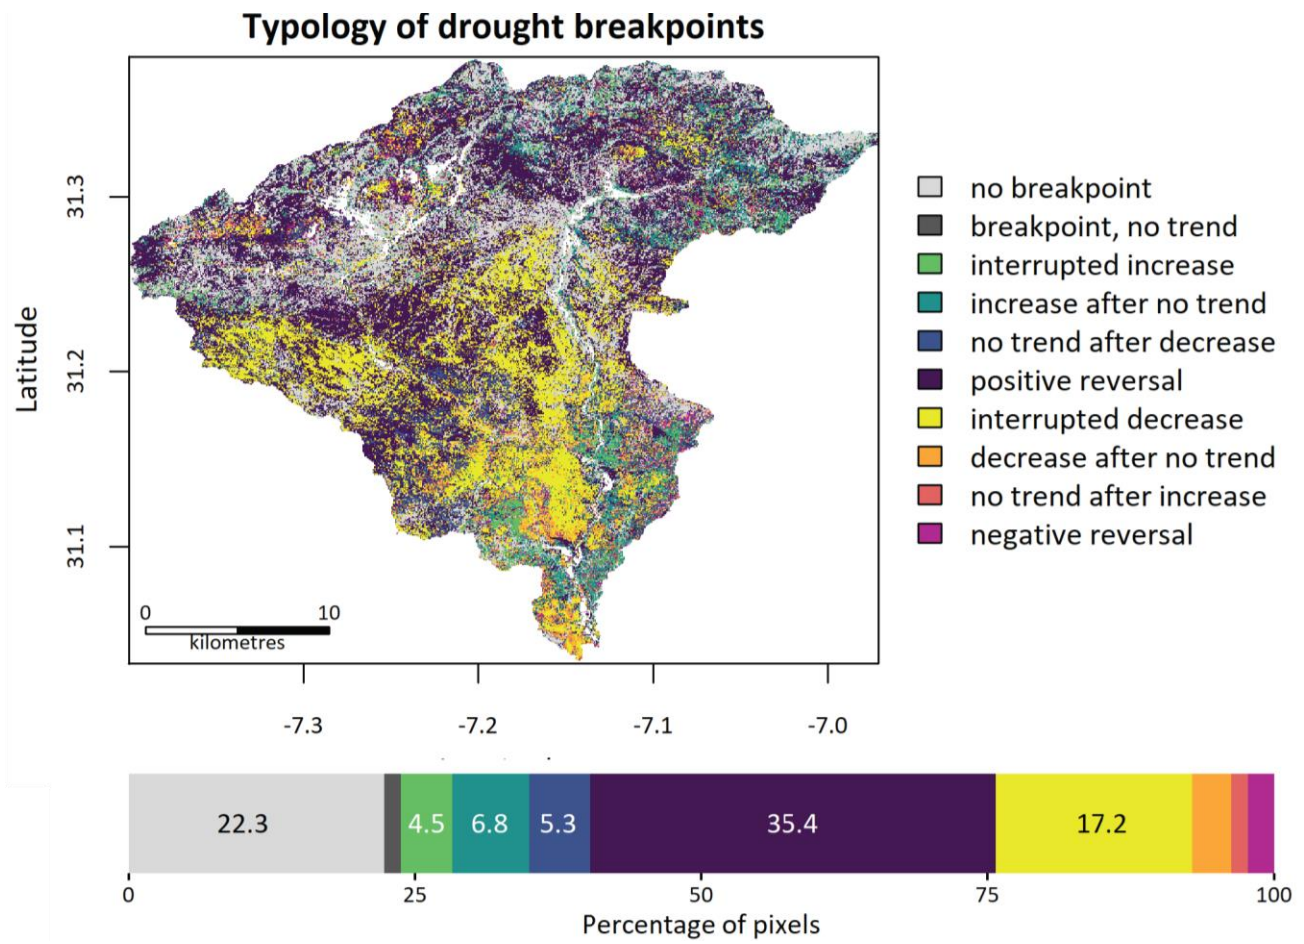 Typology of drought breakpoints
Latitude
31.3
31.2
31.1
0 10
kilometres
-7.3 -7.2 -7.1 -7.0
no breakpoint
breakpoint, no trend
interrupted increase
increase after no trend
no trend after decrease
positive reversal
interrupted decrease
decrease after no trend
no trend after increase
negative reversal
22.3 4.5 6.8 5.3 35.4 17.2
0 25 50 75 100
Percentage of pixels